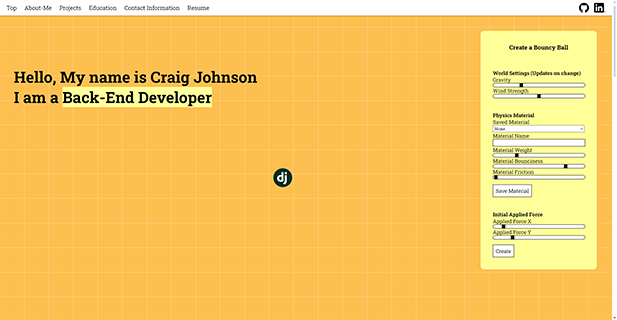 Top About-Me Projects Education Contact Information Resume
Hello, My name is Craig Johnson
I am a Back-End Developer
dj
Create a Bouncy Ball
World Settings (Updates on change)
Gravity
Wind Strength
Physics Material
Saved Material
None
Material Name
Material Weight
Material Bounciness
Material Friction
Save Material
Initial Applied Force
Applied Force X
Applied Force Y
Create